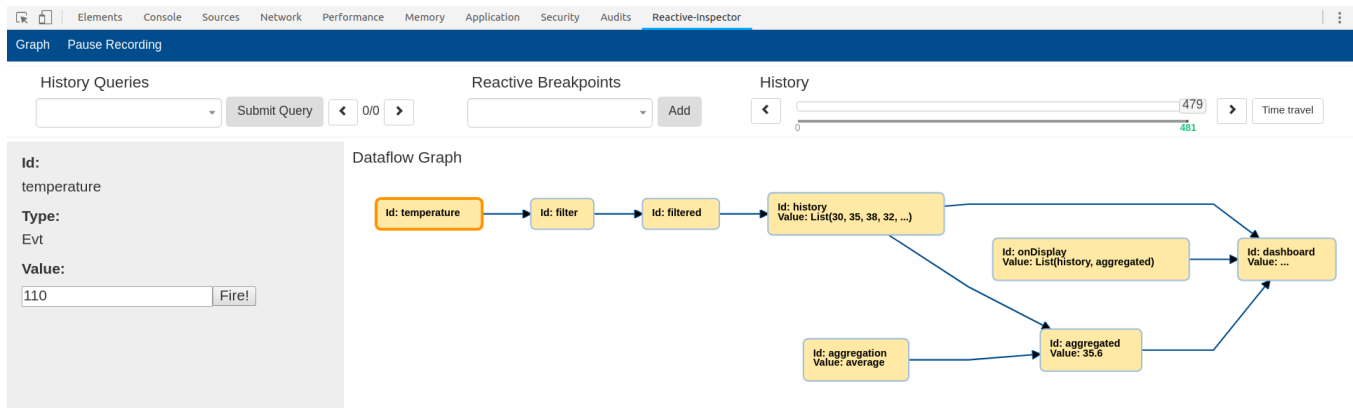 Elements Console Sources Network Performance Memory Application Security Audits Reactive-Inspector
Graph Pause Recording
History Queries Reactive Breakpoints History
Submit Query 0/0 Add 479 Time travel
0 481
Id:
temperature
Type:
Evt
Value:
110 Fire!
Dataflow Graph
Id: temperature
Id: filter
Id: filtered
Id: history
Value: List(30, 35, 38, 32, ...)
Id: onDisplay
Value: List(history, aggregated)
Id: dashboard
Value: ...
Id: aggregation
Value: average
Id: aggregated
Value: 35.6